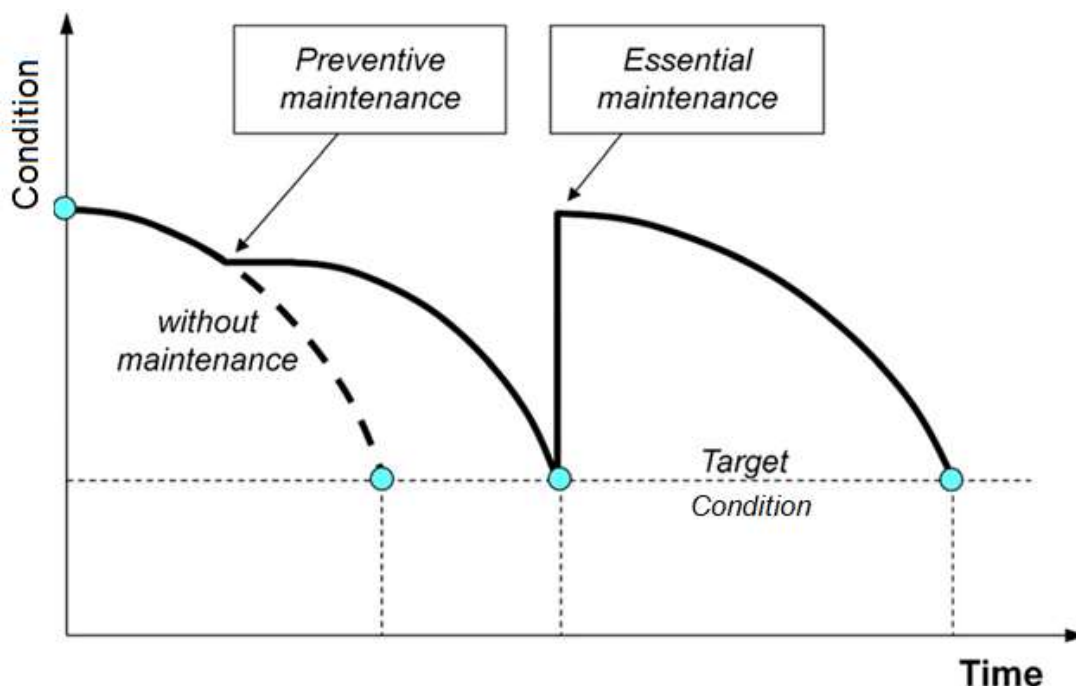 Condition
Preventive
maintenance
Essential
maintenance
without
maintenance
Target
Condition
Time